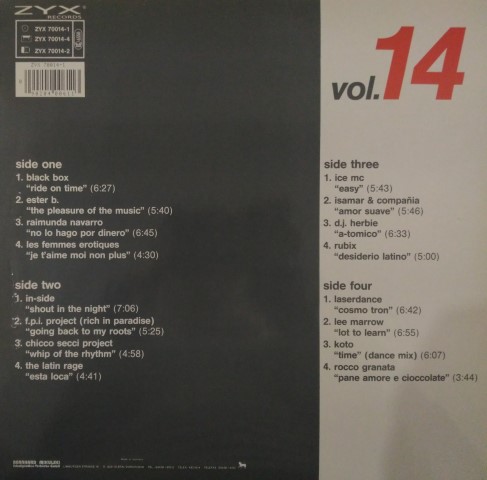 ZYX
RECORDS
ZYX 70014-1
ZYX 70014-4
ZYX 70014-2
ZYX 70014-1
vol.14
side one
1. black box
"ride on time" (6:27)
2. ester b.
"the pleasure of the music" (5:40)
3. raimunda navarro
"no lo hago por dinero" (6:45)
4. les femmes erotiques
"je t'aime moi non plus" (4:30)
side two
1. in-side
"shout in the night" (7:06)
2. f.p.i. project (rich in paradise)
"going back to my roots" (5:25)
3. chicco secci project
"whip of the rhythm" (4:58)
4. the latin rage
"esta loca" (4:41)
side three
1. ice mc
"easy" (5:43)
2. isamar & compañia
"amor suave" (5:46)
3. d.j. herbie
"a-tomico" (6:33)
4. rubix
"desiderio latino" (5:00)
side four
1. laserdance
"cosmo tron" (6:42)
2. lee marrow
"lot to learn" (6:55)
3. koto
"time" (dance mix) (6:07)
4. rocco granata
"pane amore e cioccolate" (3:44)